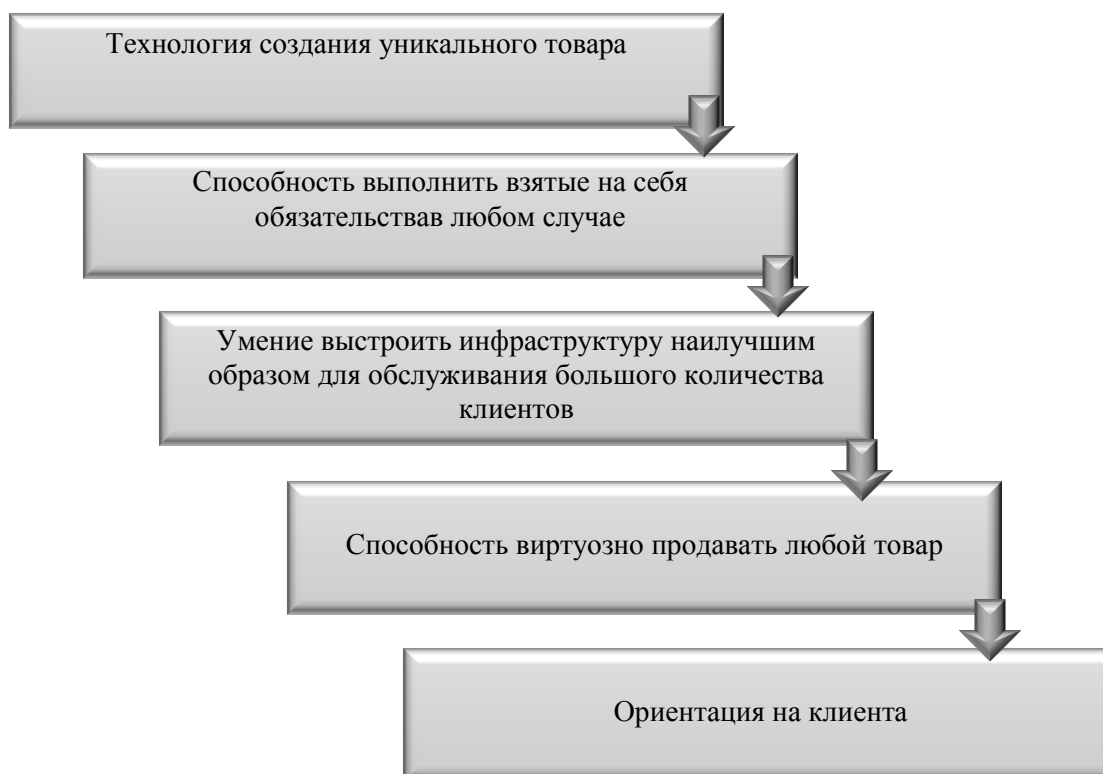 Технология создания уникального товара
Способность выполнить взятые на себя
обязательствав любом случае
Умение выстроить инфраструктуру наилучшим
образом для обслуживания большого количества
клиентов
Способность виртуозно продавать любой товар
Ориентация на клиента